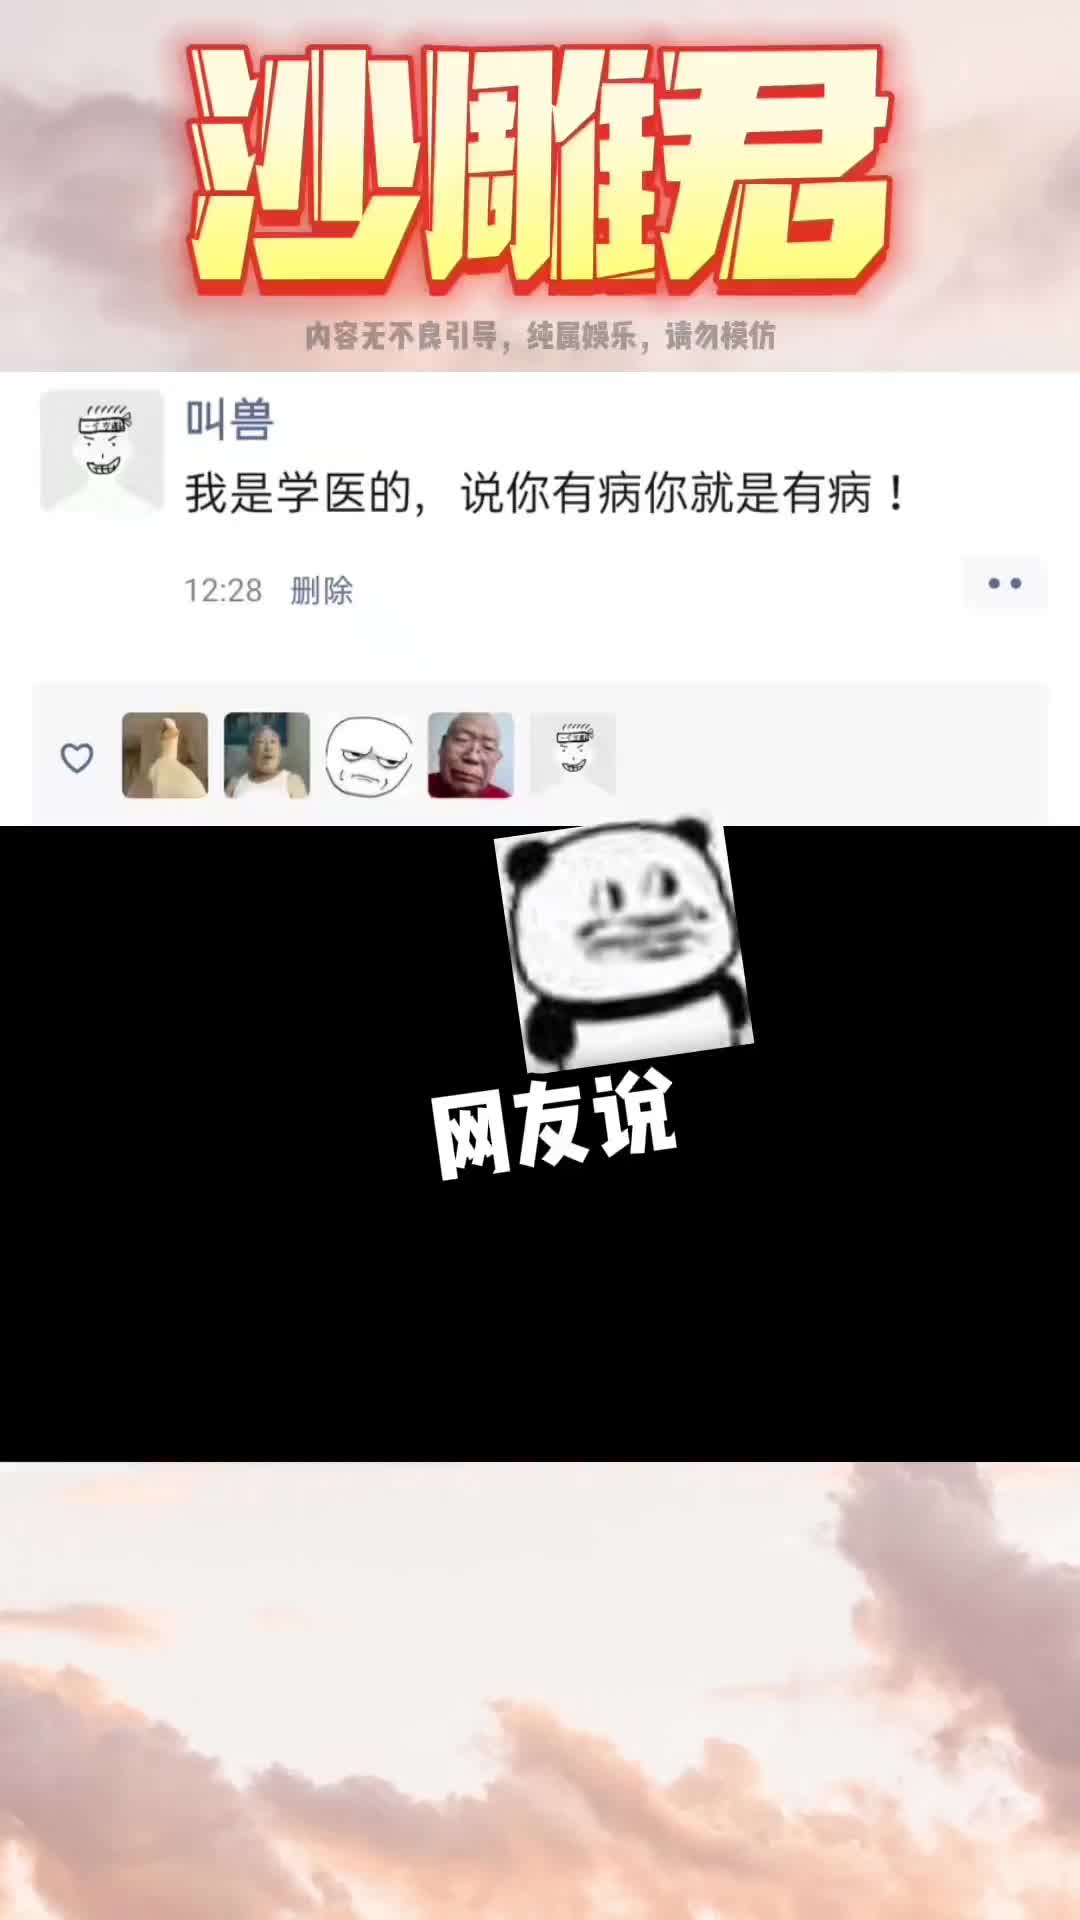 沙雕君
内容无不良引导，纯属娱乐，请勿模仿
叫兽
我是学医的，说你有病你就是有病！
12:28 删除
网友说